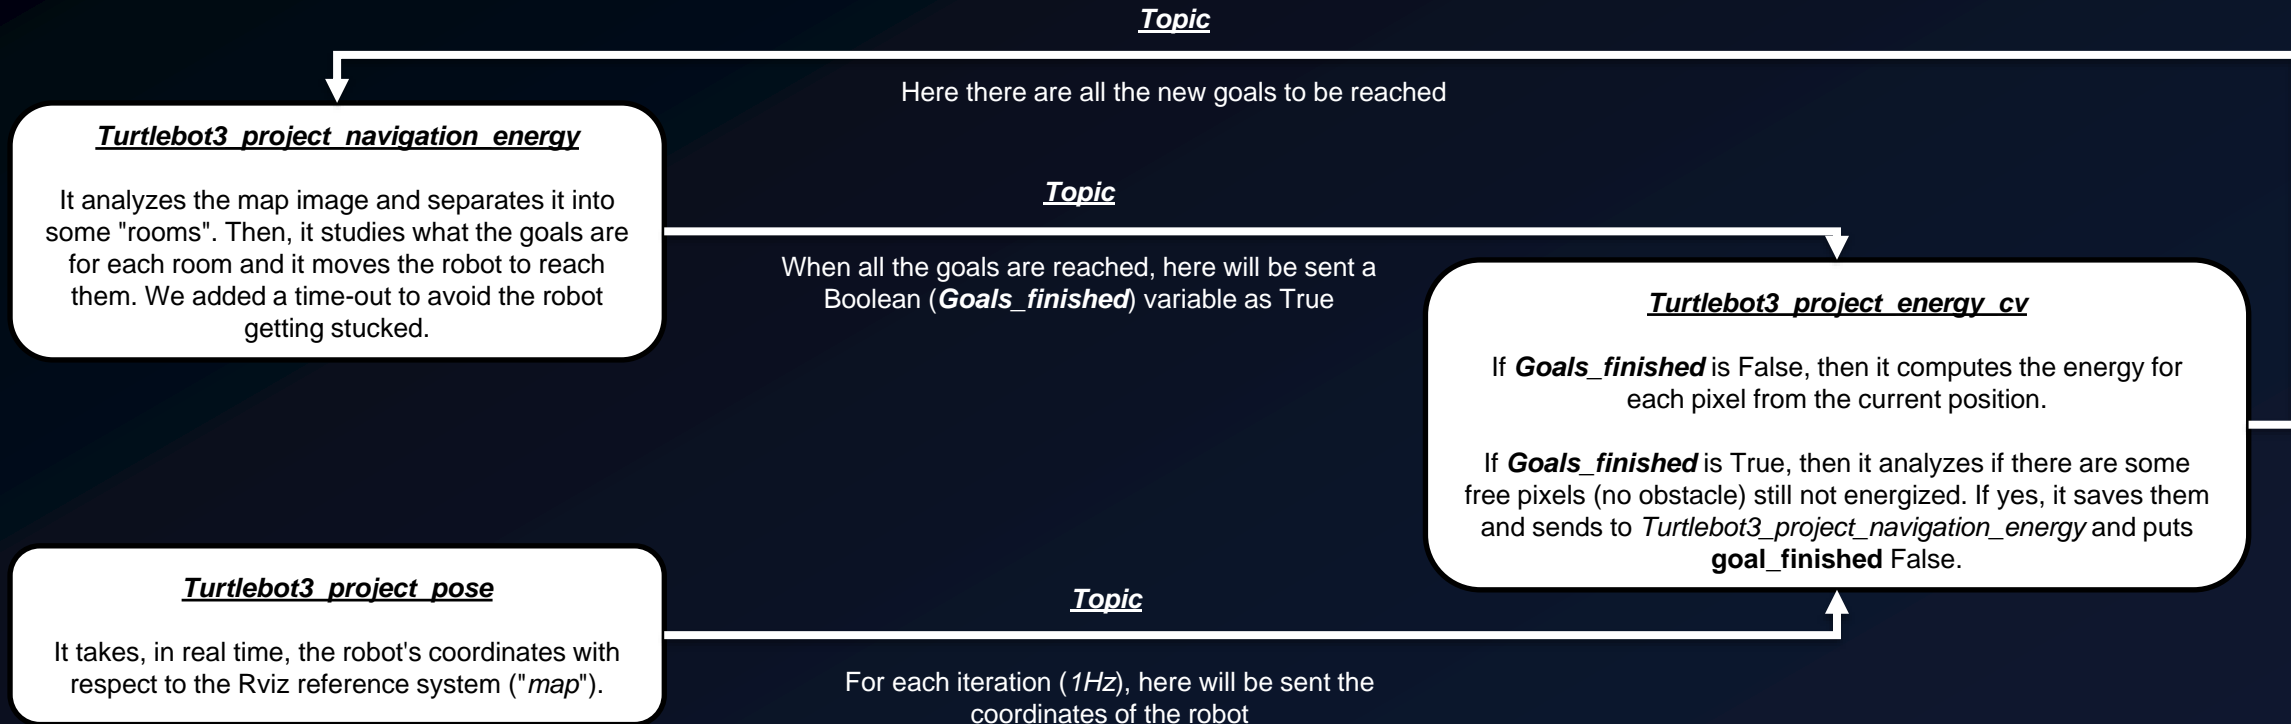 Topic
Here there are all the new goals to be reached
Turtlebot3_project_navigation_energy
It analyzes the map image and separates it into
some "rooms". Then, it studies what the goals are
for each room and it moves the robot to reach
them. We added a time-out to avoid the robot
getting stucked.
Topic
When all the goals are reached, here will be sent a
Boolean (Goals_finished) variable as True
Turtlebot3_project_energy_cv
If Goals_finished is False, then it computes the energy for
each pixel from the current position.
If Goals_finished is True, then it analyzes if there are some
free pixels (no obstacle) still not energized. If yes, it saves them
and sends to Turtlebot3_project_navigation_energy and puts
goal_finished False.
Turtlebot3_project_pose
It takes, in real time, the robot's coordinates with
respect to the Rviz reference system ("map").
Topic
For each iteration (1Hz), here will be sent the
coordinates of the robot